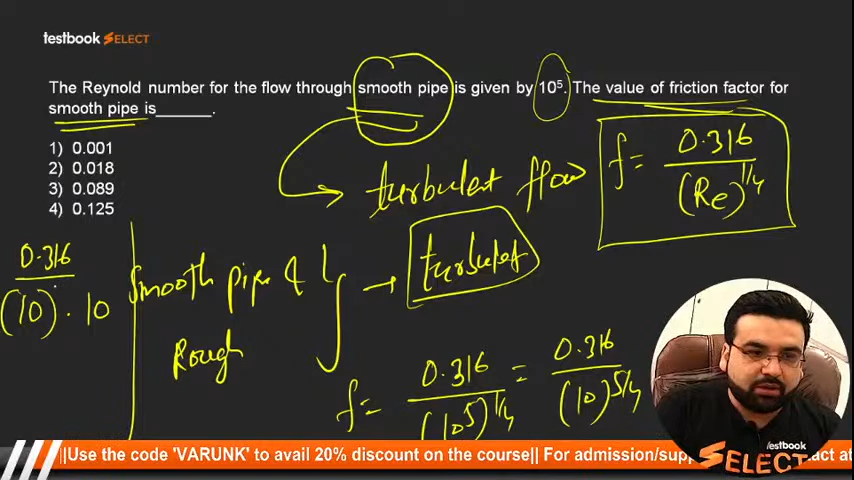 testbook SELECT
The Reynold number for the flow through smooth pipe is given by 10⁵. The value of friction factor for
smooth pipe is______.
1) 0.001
2) 0.018
3) 0.089
4) 0.125
turbulent flow
f = 0.316 / (Re)^1/4
0.316 / (10) · 10
Smooth pipe &
Rough
→ turbulent
f = 0.316 / (10⁵)^1/4 = 0.316 / (10)^5/4
testbook
SELECT
||Use the code 'VARUNK' to avail 20% discount on the course|| For admission/supp
act at